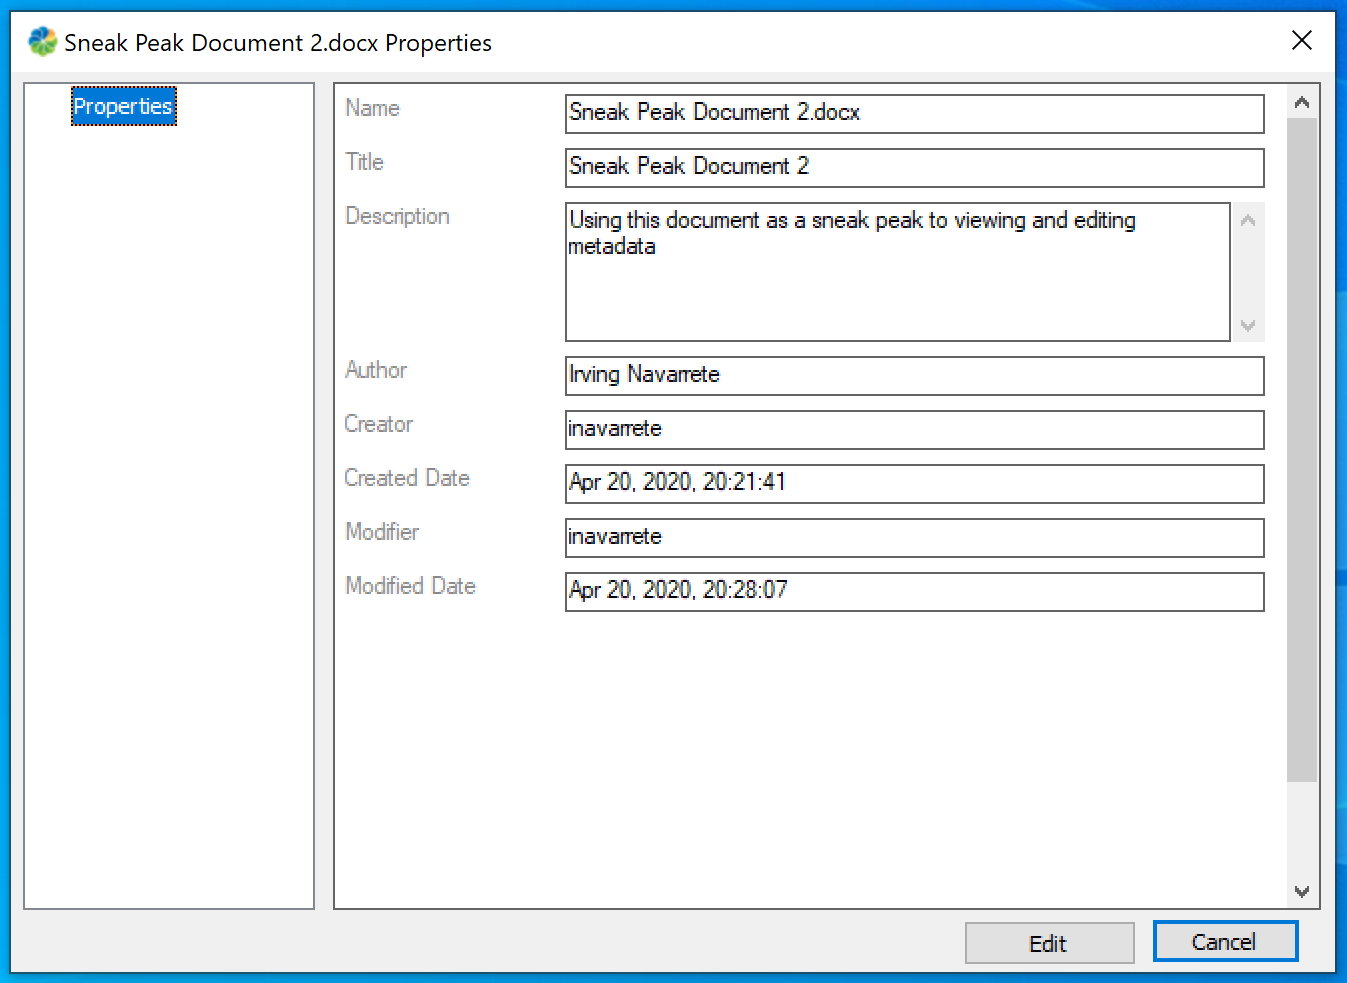 Sneak Peak Document 2.docx Properties
Properties
Name
Sneak Peak Document 2.docx
Title
Sneak Peak Document 2
Description
Using this document as a sneak peak to viewing and editing
metadata
Author
Irving Navarrete
Creator
inavarrete
Created Date
Apr 20, 2020, 20:21:41
Modifier
inavarrete
Modified Date
Apr 20, 2020, 20:28:07
Edit
Cancel